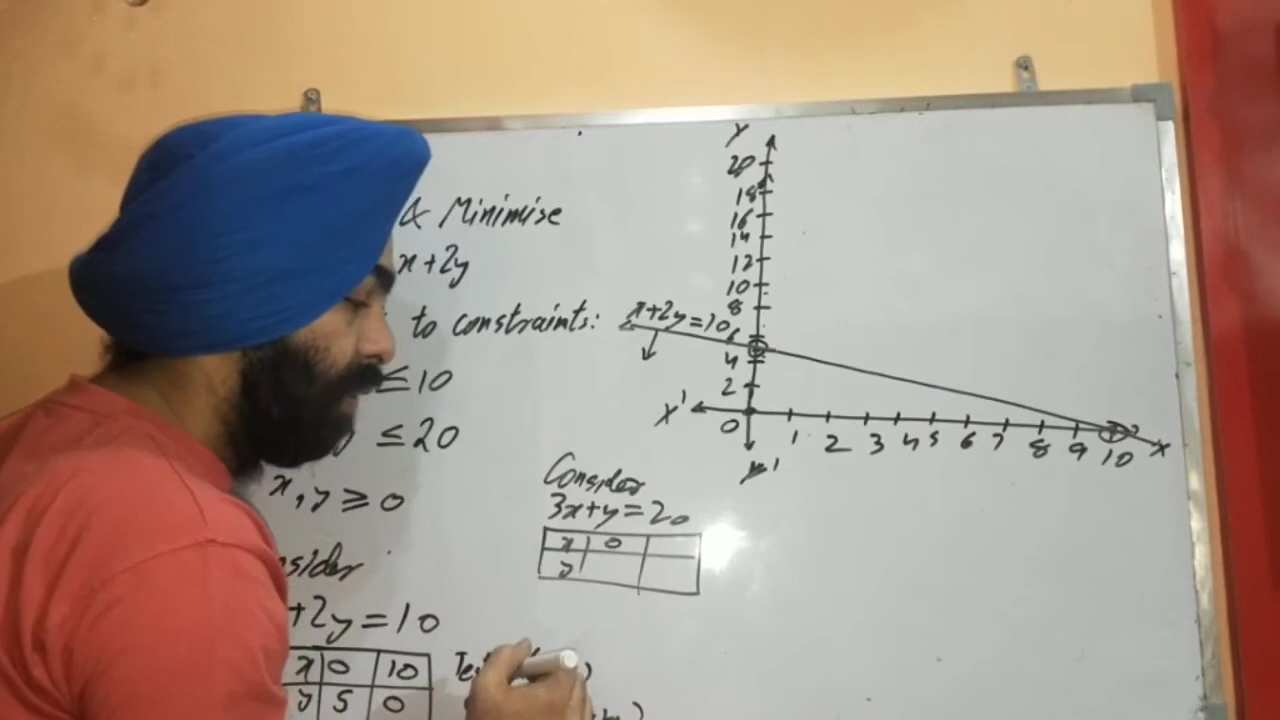 & Minimise
x+2y
to constraints:
≤10
y ≤20
x, y ≥ 0
+2y=10
x 0 10
y 5 0
Consider
3x+y=20
x 0
y
Y
20
18
16
14
12
10
8
6
4
2
x+2y=10
X' 0 1 2 3 4 5 6 7 8 9 10 X
Y'